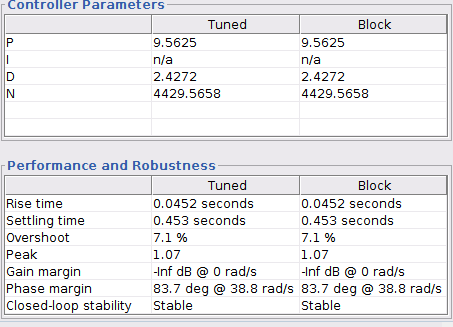 Controller Parameters
Tuned Block
P 9.5625 9.5625
I n/a n/a
D 2.4272 2.4272
N 4429.5658 4429.5658
Performance and Robustness
Tuned Block
Rise time 0.0452 seconds 0.0452 seconds
Settling time 0.453 seconds 0.453 seconds
Overshoot 7.1 % 7.1 %
Peak 1.07 1.07
Gain margin -Inf dB @ 0 rad/s -Inf dB @ 0 rad/s
Phase margin 83.7 deg @ 38.8 rad/s 83.7 deg @ 38.8 rad/s
Closed-loop stability Stable Stable